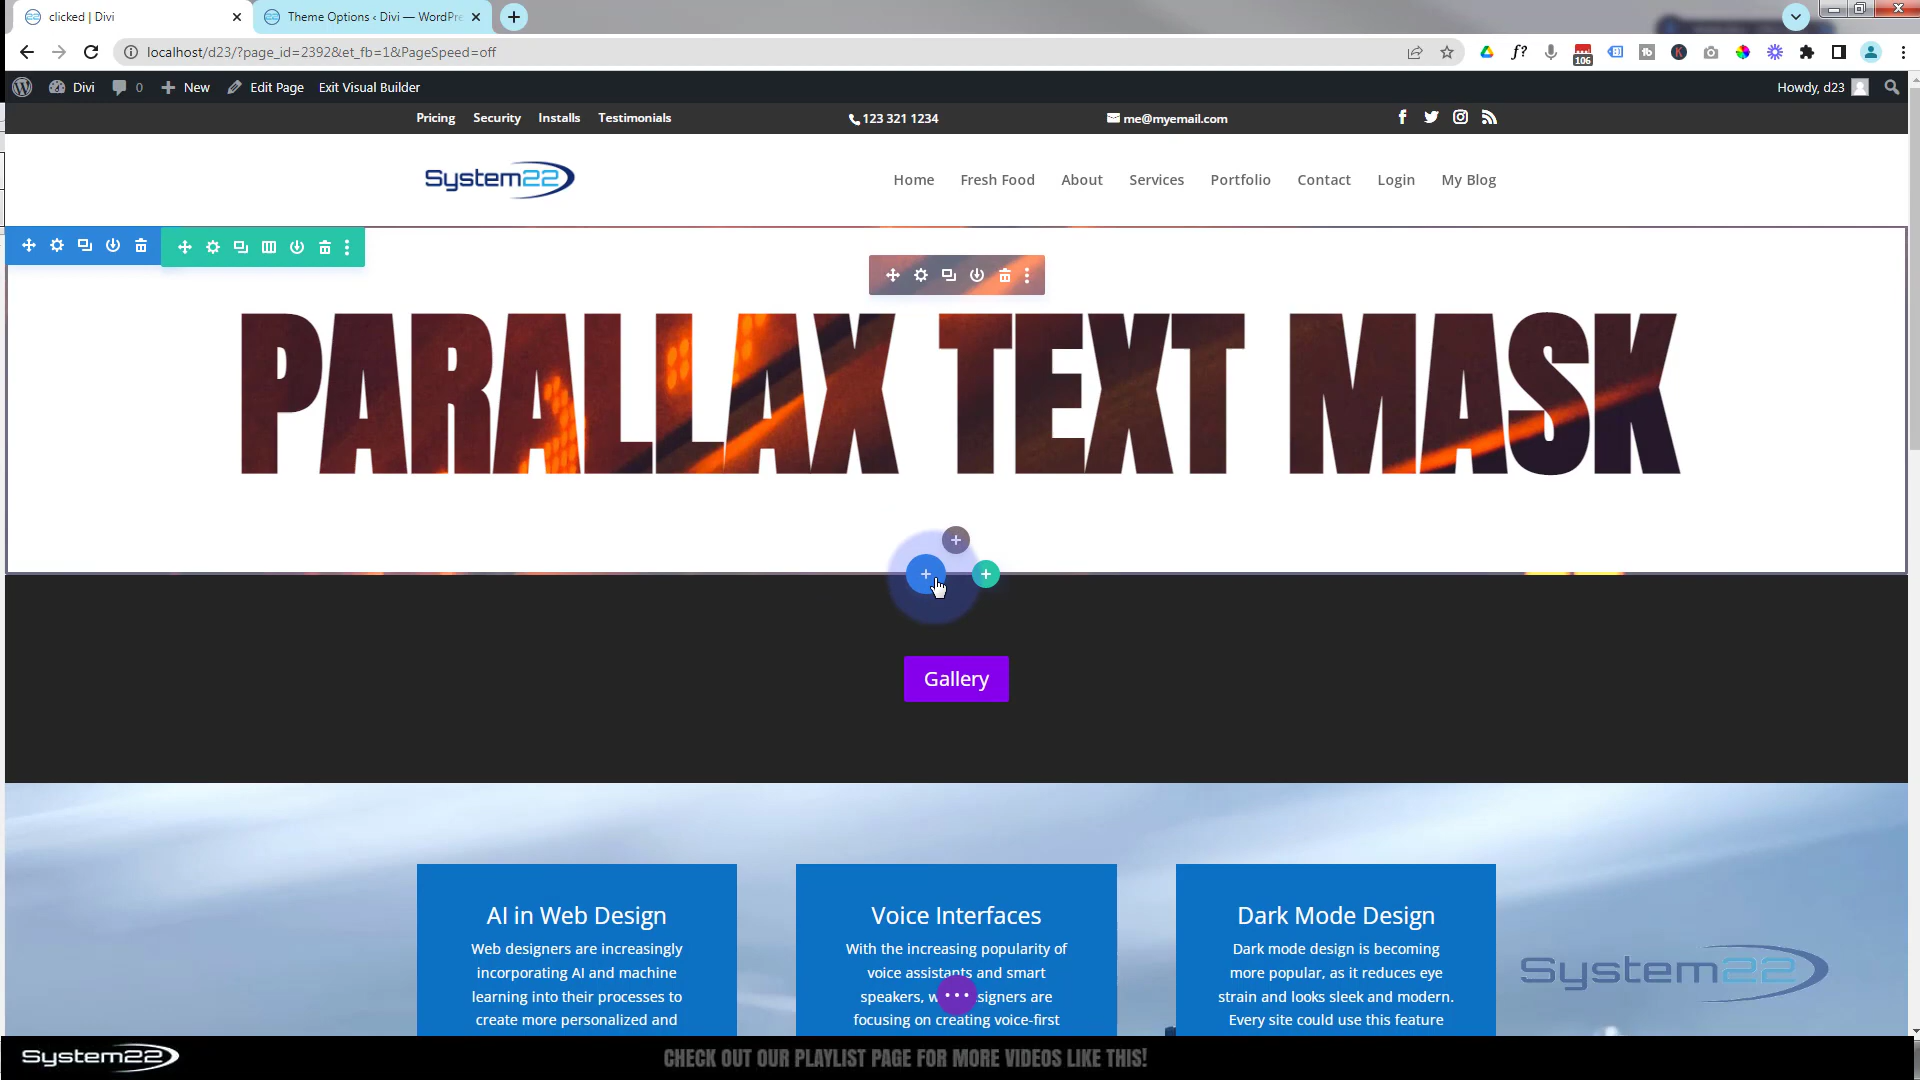 clicked | Divi
Theme Options ‹ Divi — WordPre
localhost/d23/?page_id=2392&et_fb=1&PageSpeed=off
f?
106
Divi
0
New
Edit Page
Exit Visual Builder
Howdy, d23
Pricing
Security
Installs
Testimonials
123 321 1234
me@myemail.com
System22
Home
Fresh Food
About
Services
Portfolio
Contact
Login
My Blog
PARALLAX TEXT MASK
Gallery
AI in Web Design
Web designers are increasingly
incorporating AI and machine
learning into their processes to
create more personalized and
Voice Interfaces
With the increasing popularity of
voice assistants and smart
speakers, w signers are
focusing on creating voice-first
Dark Mode Design
Dark mode design is becoming
more popular, as it reduces eye
strain and looks sleek and modern.
Every site could use this feature
System22
System22
CHECK OUT OUR PLAYLIST PAGE FOR MORE VIDEOS LIKE THIS!